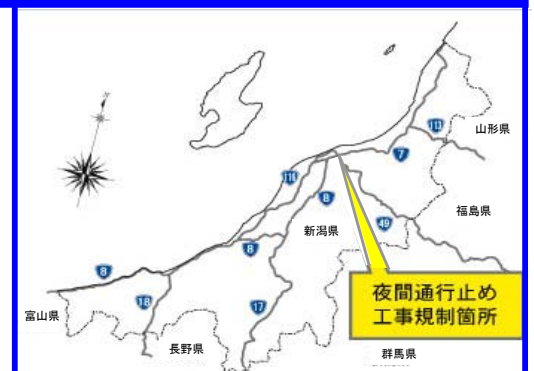 113
山形県
7
116
福島県
8
49
新潟県
8
8
夜間通行止め
工事規制箇所
18
17
富山県
長野県
群馬県